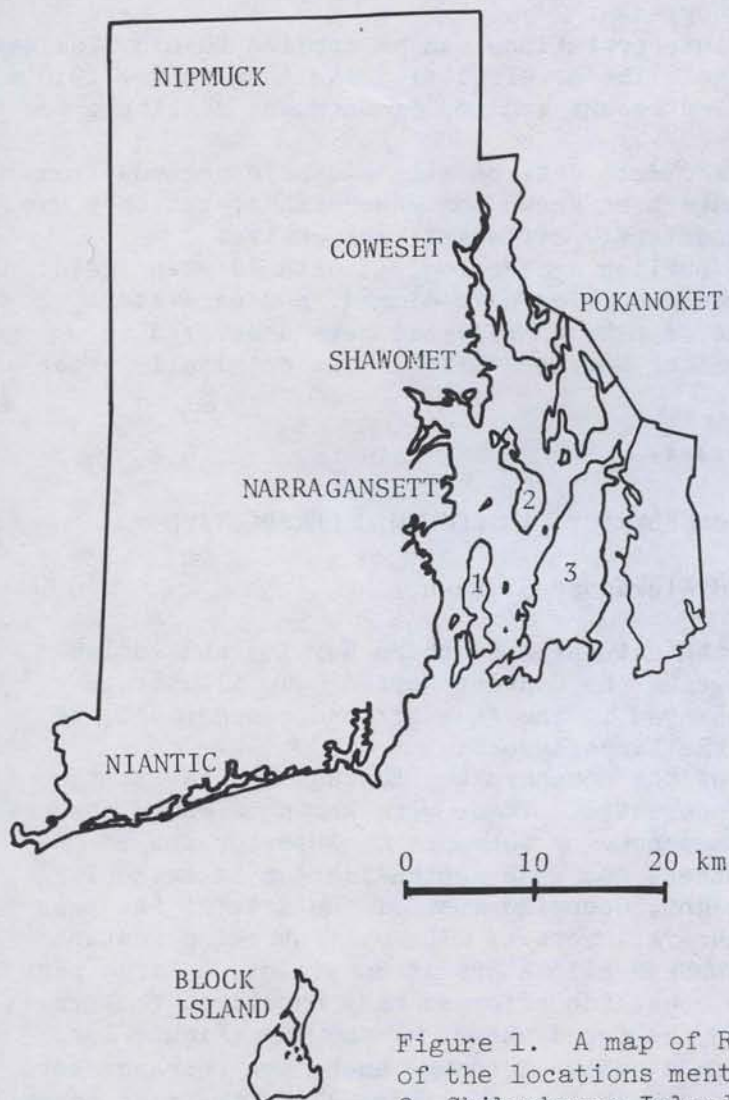 NIPMUCK
COWESET
POKANOKET
SHAWOMET
NARRAGANSETT
2
1
3
NIANTIC
0 10 20 km
BLOCK
ISLAND
Figure 1. A map of R
of the locations ment